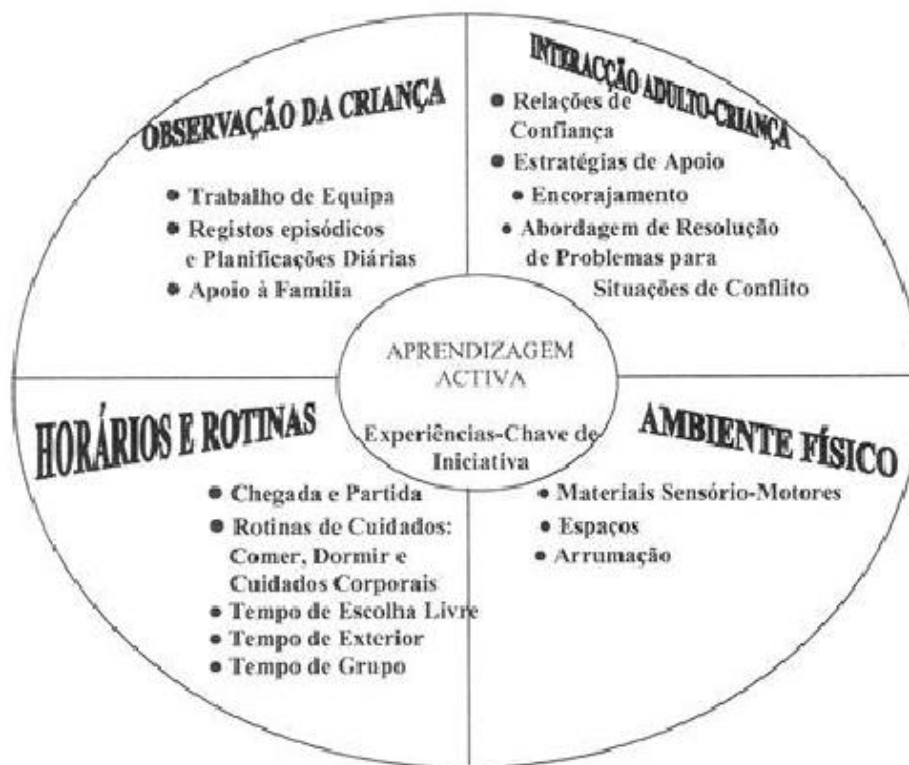 OBSERVAÇÃO DA CRIANÇA
• Trabalho de Equipa
• Registos episódicos
e Planificações Diárias
• Apoio à Família
INTERACÇÃO ADULTO-CRIANÇA
• Relações de
Confiança
• Estratégias de Apoio
• Encorajamento
• Abordagem de Resolução
de Problemas para
Situações de Conflito
APRENDIZAGEM
ACTIVA
Experiências-Chave de
Iniciativa
HORÁRIOS E ROTINAS
• Chegada e Partida
• Rotinas de Cuidados:
Comer, Dormir e
Cuidados Corporais
• Tempo de Escolha Livre
• Tempo de Exterior
• Tempo de Grupo
AMBIENTE FÍSICO
• Materiais Sensório-Motores
• Espaços
• Arrumação